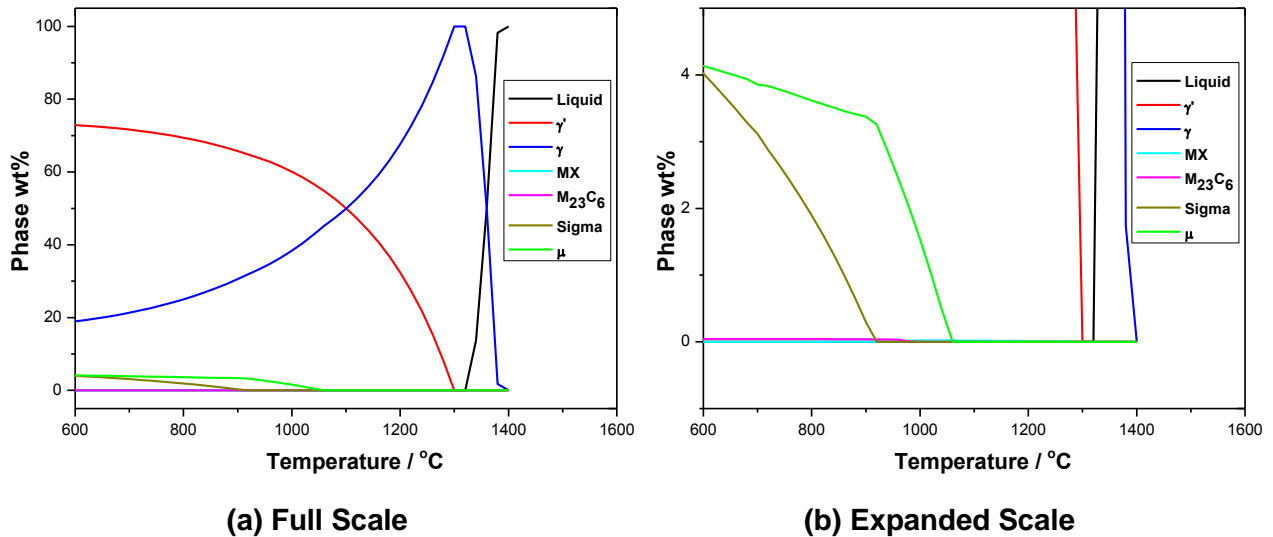 100
80
60
40
20
0
Phase wt%
600
800
1000
1200
1400
1600
Temperature / °C
Liquid
γ'
γ
MX
M23C6
Sigma
μ
(a) Full Scale
4
2
0
Phase wt%
600
800
1000
1200
1400
1600
Temperature / °C
Liquid
γ'
γ
MX
M23C6
Sigma
μ
(b) Expanded Scale